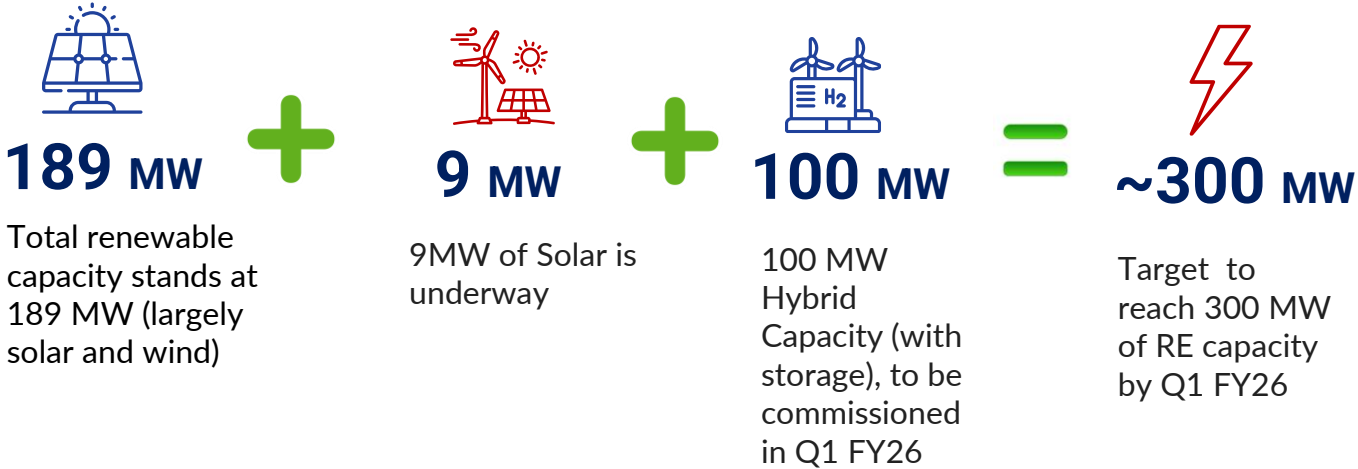 189 MW
Total renewable
capacity stands at
189 MW (largely
solar and wind)
9 MW
9MW of Solar is
underway
H2
100 MW
100 MW
Hybrid
Capacity (with
storage), to be
commissioned
in Q1 FY26
~300 MW
Target to
reach 300 MW
of RE capacity
by Q1 FY26